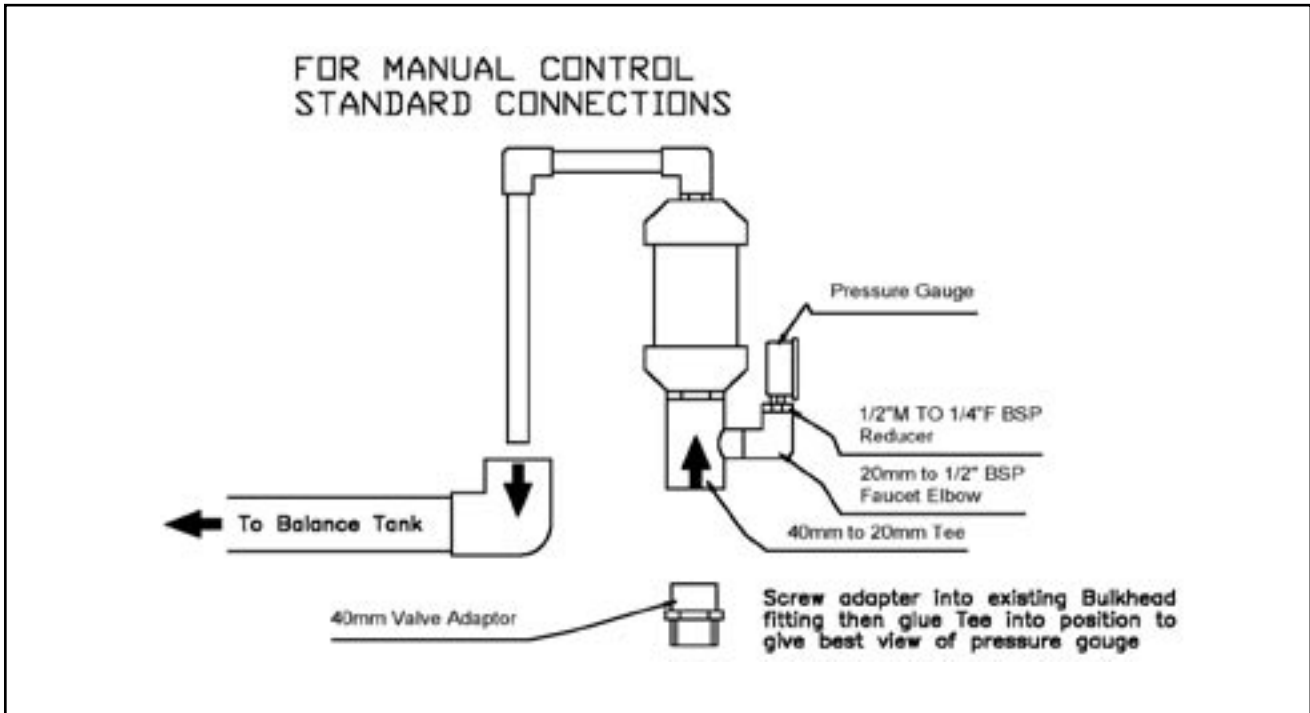 FOR MANUAL CONTROL
STANDARD CONNECTIONS
Pressure Gauge
1/2"M TO 1/4"F BSP
Reducer
20mm to 1/2" BSP
Faucet Elbow
40mm to 20mm Tee
To Balance Tank
40mm Valve Adaptor
Screw adapter into existing Bulkhead
fitting then glue Tee into position to
give best view of pressure gauge